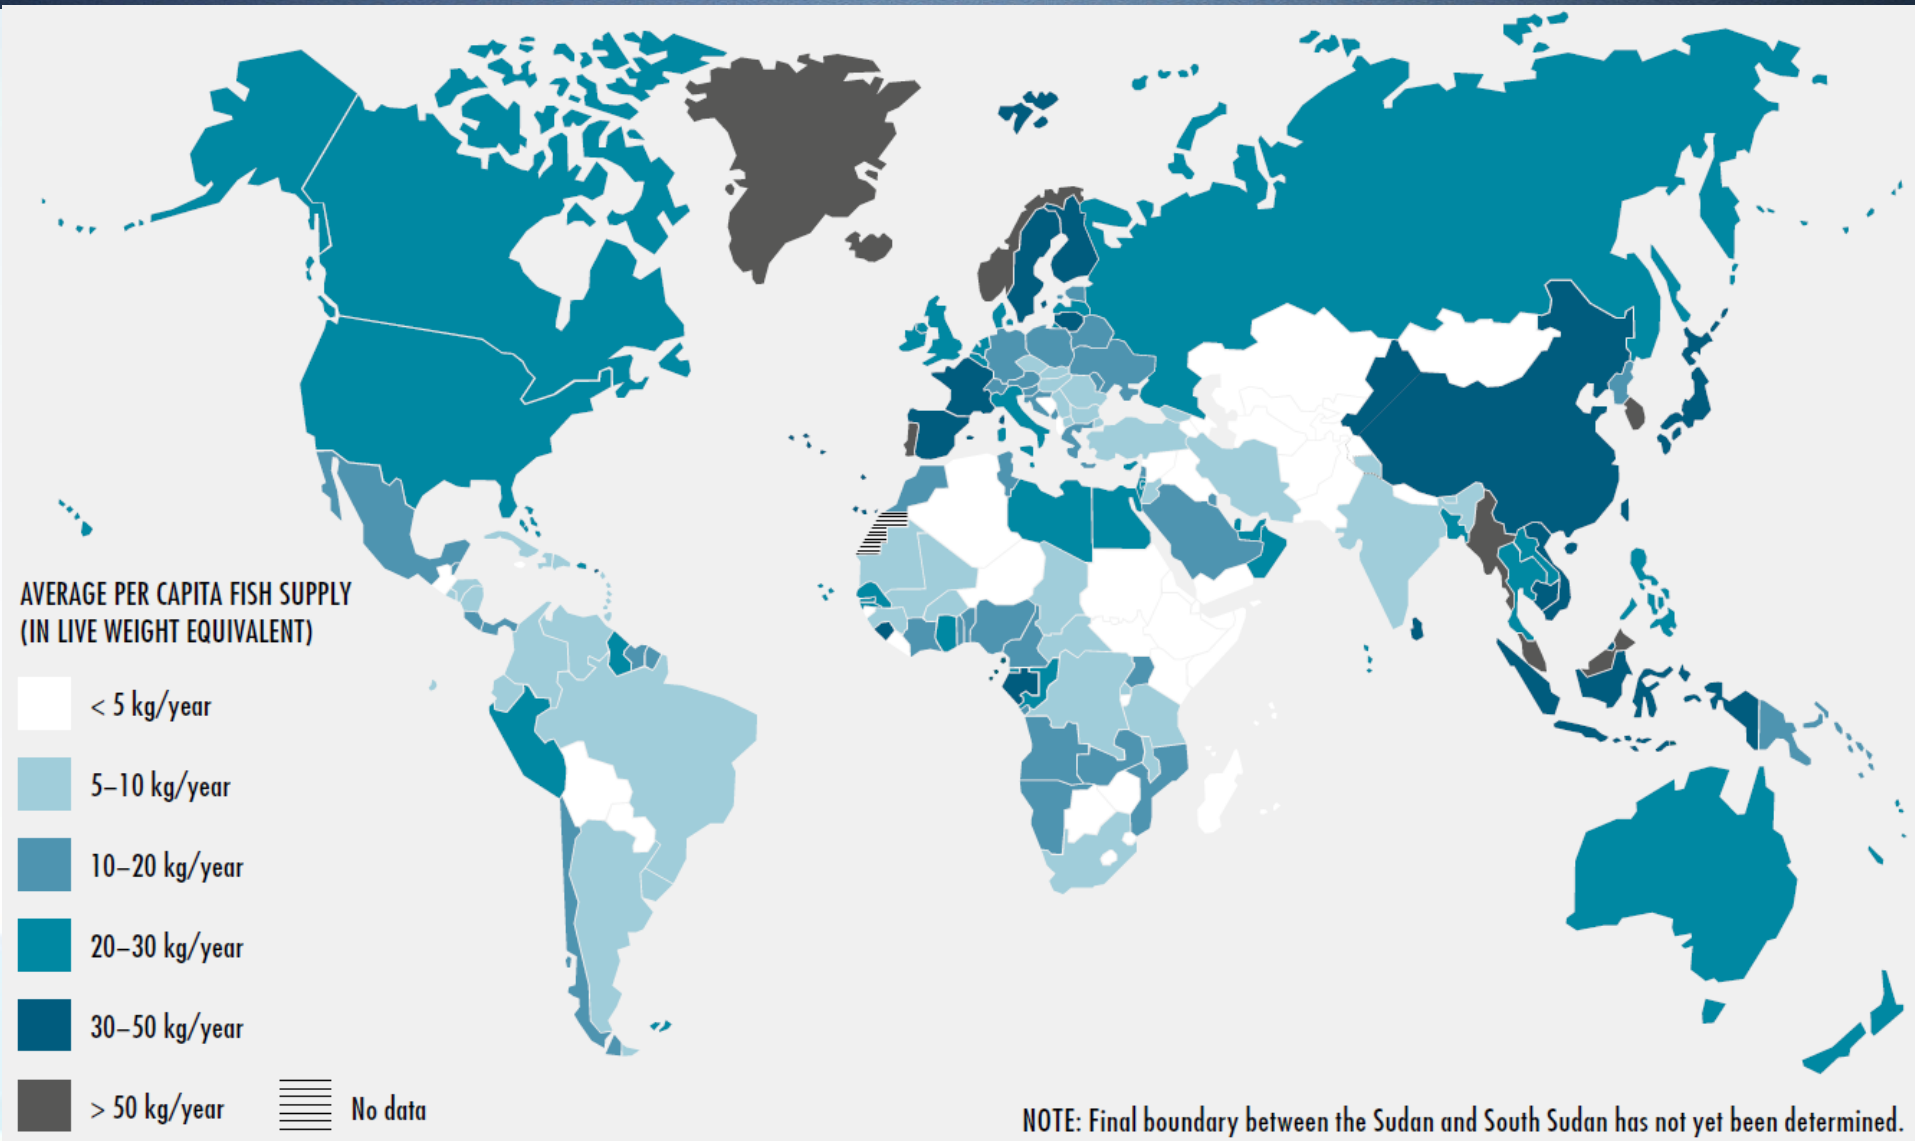 AVERAGE PER CAPITA FISH SUPPLY
(IN LIVE WEIGHT EQUIVALENT)
< 5 kg/year
5–10 kg/year
10–20 kg/year
20–30 kg/year
30–50 kg/year
> 50 kg/year
No data
NOTE: Final boundary between the Sudan and South Sudan has not yet been determined.